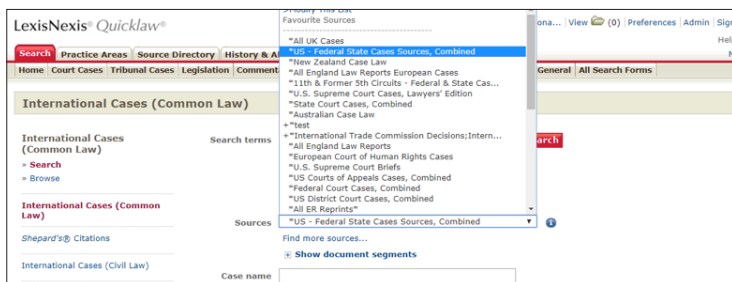 >Modify This List
LexisNexis® Quicklaw®
Favourite Sources
ona... | View (0) | Preferences | Admin | Sig
"All UK Cases
Search Practice Areas Source Directory History & Al
"US - Federal State Cases Sources, Combined
Hel
"New Zealand Case Law
Home Court Cases Tribunal Cases Legislation Comment
"All England Law Reports European Cases
General All Search Forms
"11th & Former 5th Circuits - Federal & State Cas...
"U.S. Supreme Court Cases, Lawyers' Edition
International Cases (Common Law)
"State Court Cases, Combined
"Australian Case Law
+"test
International Cases
(Common Law)
Search terms
+"International Trade Commission Decisions;Intern...
arch
"All England Law Reports
» Search
"European Court of Human Rights Cases
» Browse
"U.S. Supreme Court Briefs
"US Courts of Appeals Cases, Combined
"Federal Court Cases, Combined
International Cases (Common
Law)
"US District Court Cases, Combined
"All ER Reprints"
Sources
"US - Federal State Cases Sources, Combined
Shepard's® Citations
Find more sources...
Show document segments
International Cases (Civil Law)
Case name